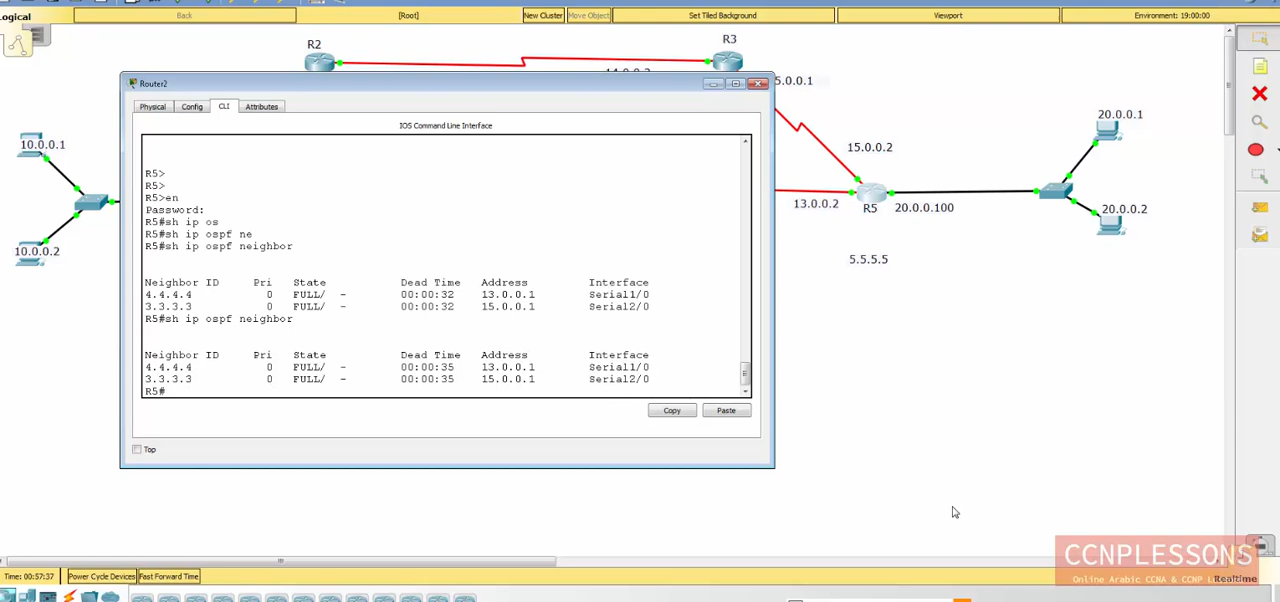 Logical
Back
[Root]
New Cluster
Move Object
Set Tiled Background
Viewport
Environment: 19:00:00
R2
R3
5.0.0.1
Router2
Physical
Config
CLI
Attributes
IOS Command Line Interface
R5>
R5>
R5>en
Password:
R5#sh ip os
R5#sh ip ospf ne
R5#sh ip ospf neighbor
Neighbor ID Pri State Dead Time Address Interface
4.4.4.4 0 FULL/ - 00:00:32 13.0.0.1 Serial1/0
3.3.3.3 0 FULL/ - 00:00:32 15.0.0.1 Serial2/0
R5#sh ip ospf neighbor
Neighbor ID Pri State Dead Time Address Interface
4.4.4.4 0 FULL/ - 00:00:35 13.0.0.1 Serial1/0
3.3.3.3 0 FULL/ - 00:00:35 15.0.0.1 Serial2/0
R5#
Copy
Paste
Top
10.0.0.1
10.0.0.2
15.0.0.2
13.0.0.2
R5
20.0.0.100
5.5.5.5
20.0.0.1
20.0.0.2
CCNPLESSONS
Online Arabic CCNA & CCNP
Realtime
Time: 00:57:37
Power Cycle Devices
Fast Forward Time